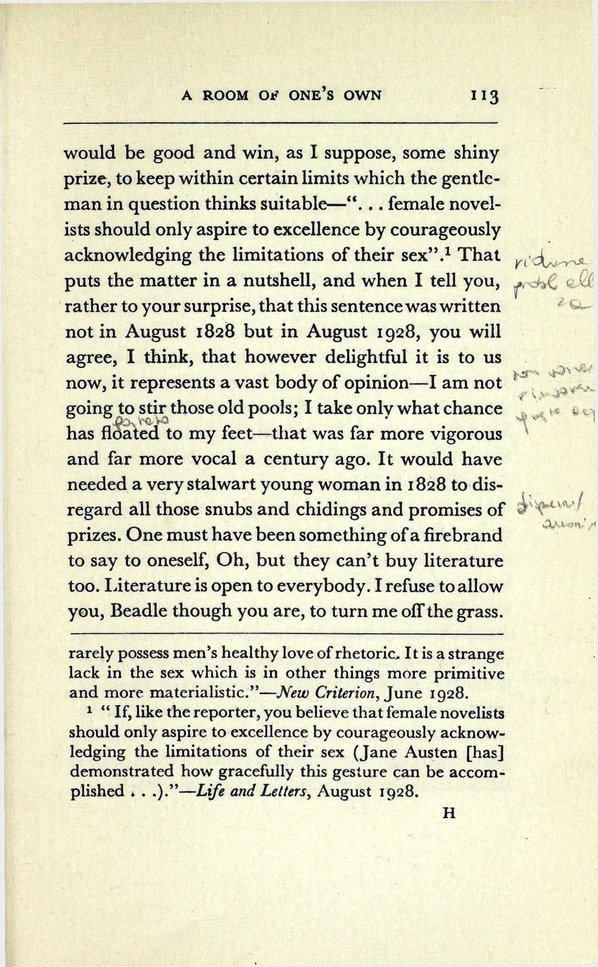 A ROOM OF ONE'S OWN 113
would be good and win, as I suppose, some shiny
prize, to keep within certain limits which the gentle-
man in question thinks suitable—“. . . female novel-
ists should only aspire to excellence by courageously
acknowledging the limitations of their sex”.¹ That
puts the matter in a nutshell, and when I tell you,
rather to your surprise, that this sentence was written
not in August 1828 but in August 1928, you will
agree, I think, that however delightful it is to us
now, it represents a vast body of opinion—I am not
going to stir those old pools; I take only what chance
has floated to my feet—that was far more vigorous
and far more vocal a century ago. It would have
needed a very stalwart young woman in 1828 to dis-
regard all those snubs and chidings and promises of
prizes. One must have been something of a firebrand
to say to oneself, Oh, but they can't buy literature
too. Literature is open to everybody. I refuse to allow
you, Beadle though you are, to turn me off the grass.
rarely possess men's healthy love of rhetoric. It is a strange
lack in the sex which is in other things more primitive
and more materialistic.”—New Criterion, June 1928.
¹ “ If, like the reporter, you believe that female novelists
should only aspire to excellence by courageously acknow-
ledging the limitations of their sex (Jane Austen [has]
demonstrated how gracefully this gesture can be accom-
plished . . .).”—Life and Letters, August 1928.
H